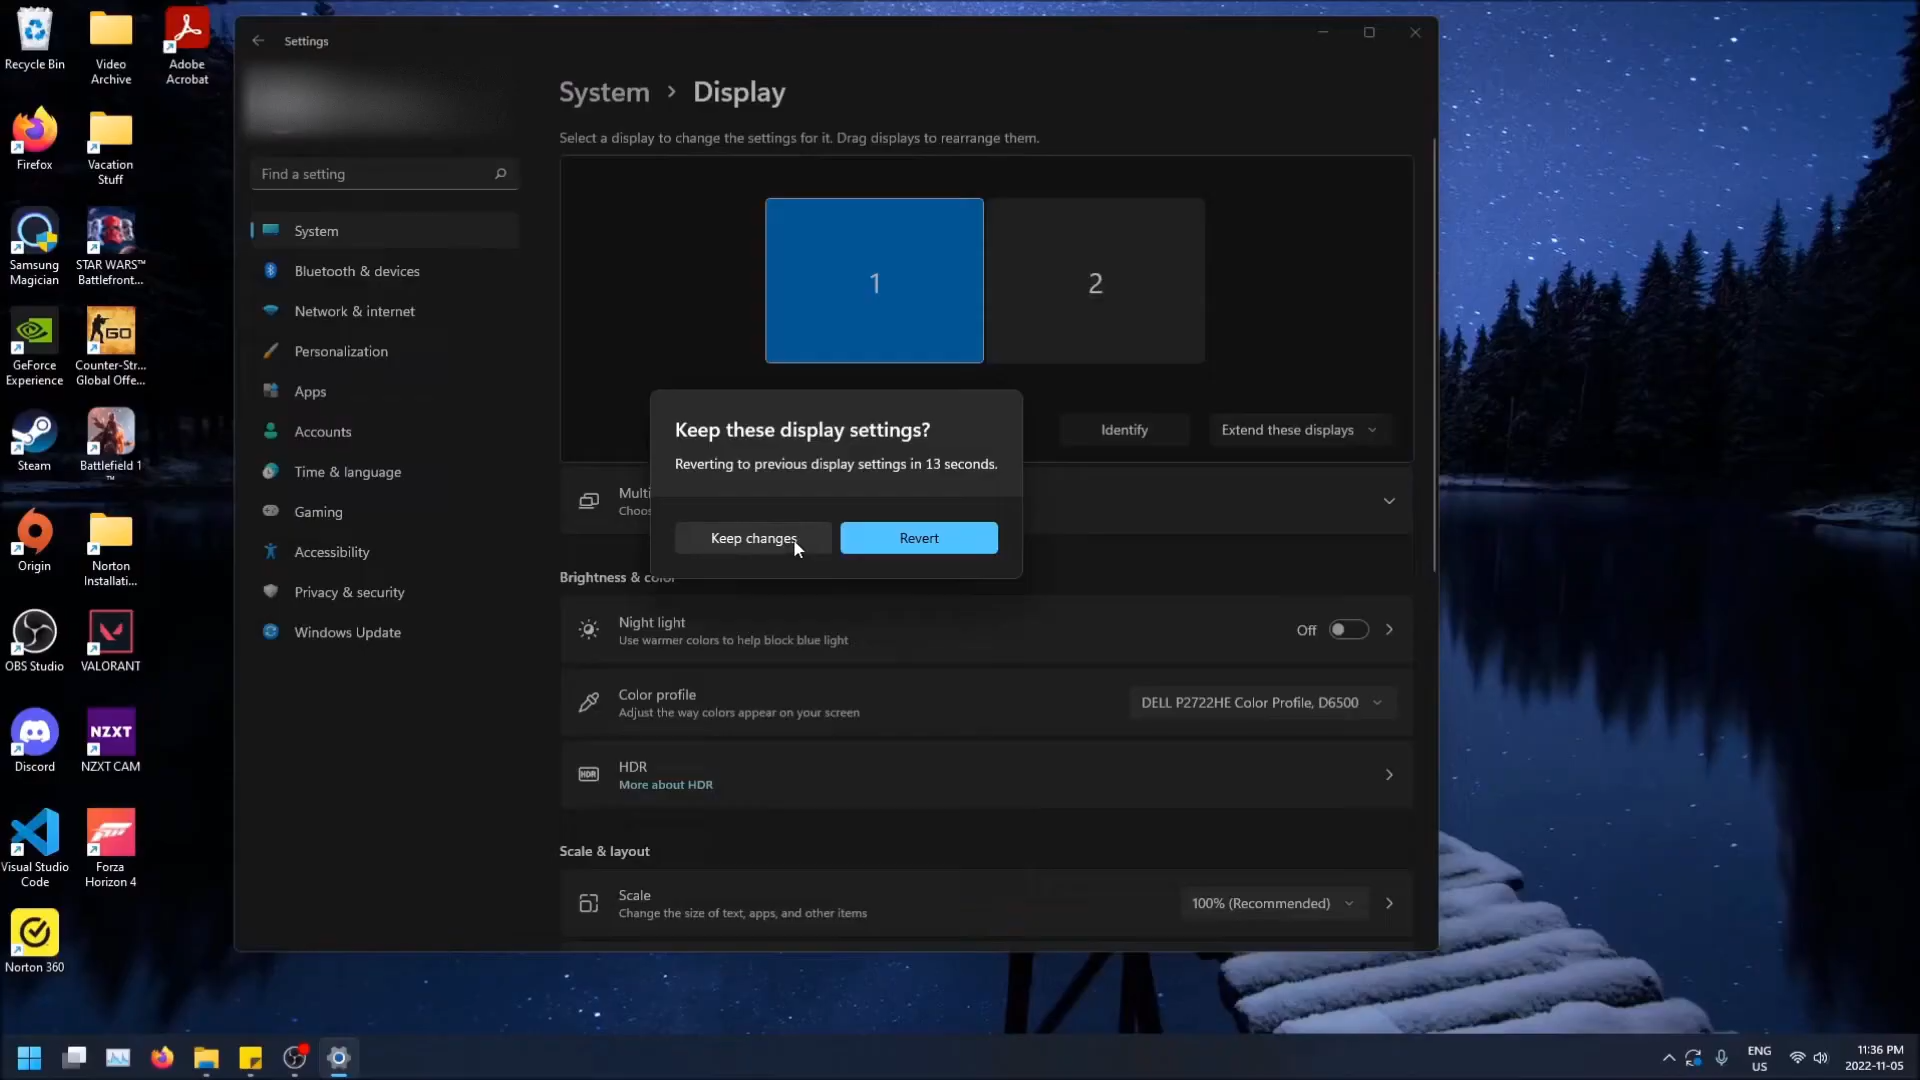 Recycle Bin
Video
Archive
Adobe
Acrobat
Firefox
Vacation
Stuff
Samsung
Magician
STAR WARS™
Battlefront...
GeForce
Experience
GO
Counter-Str...
Global Offe...
Steam
Battlefield 1
™
Origin
Norton
Installati...
OBS Studio
VALORANT
Discord
NZXT
NZXT CAM
Visual Studio
Code
Forza
Horizon 4
Norton 360
Settings
Find a setting
System
Bluetooth & devices
Network & internet
Personalization
Apps
Accounts
Time & language
Gaming
Accessibility
Privacy & security
Windows Update
System > Display
Select a display to change the settings for it. Drag displays to rearrange them.
1
2
Identify
Extend these displays
Keep these display settings?
Reverting to previous display settings in 13 seconds.
Keep changes
Revert
Multi
Choos
Brightness & color
Night light
Use warmer colors to help block blue light
Off
Color profile
Adjust the way colors appear on your screen
DELL P2722HE Color Profile, D6500
HDR
HDR
More about HDR
Scale & layout
Scale
Change the size of text, apps, and other items
100% (Recommended)
ENG
US
11:36 PM
2022-11-05